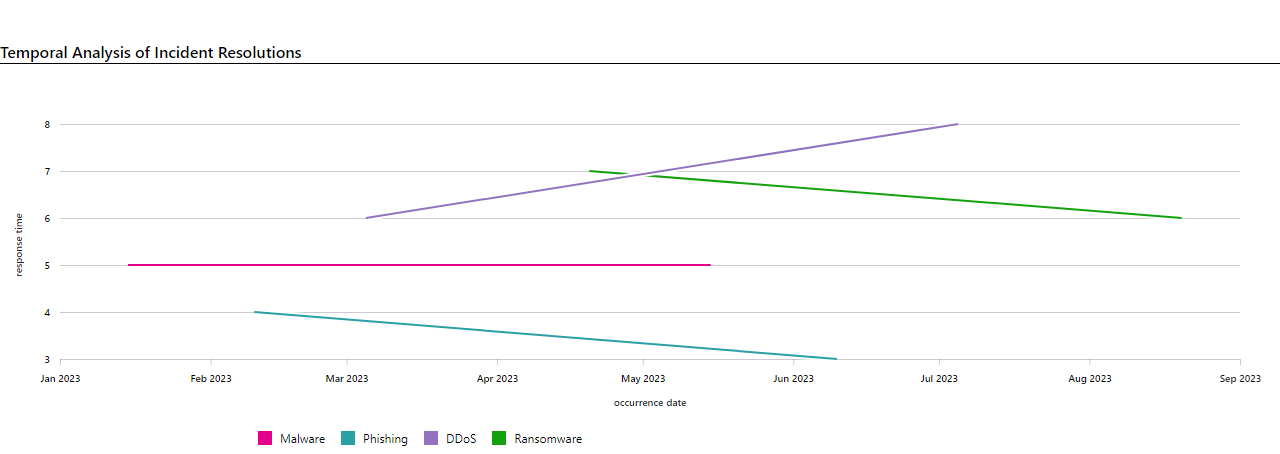 Temporal Analysis of Incident Resolutions
8
7
6
5
4
3
response time
Jan 2023 Feb 2023 Mar 2023 Apr 2023 May 2023 Jun 2023 Jul 2023 Aug 2023 Sep 2023
occurrence date
Malware Phishing DDoS Ransomware